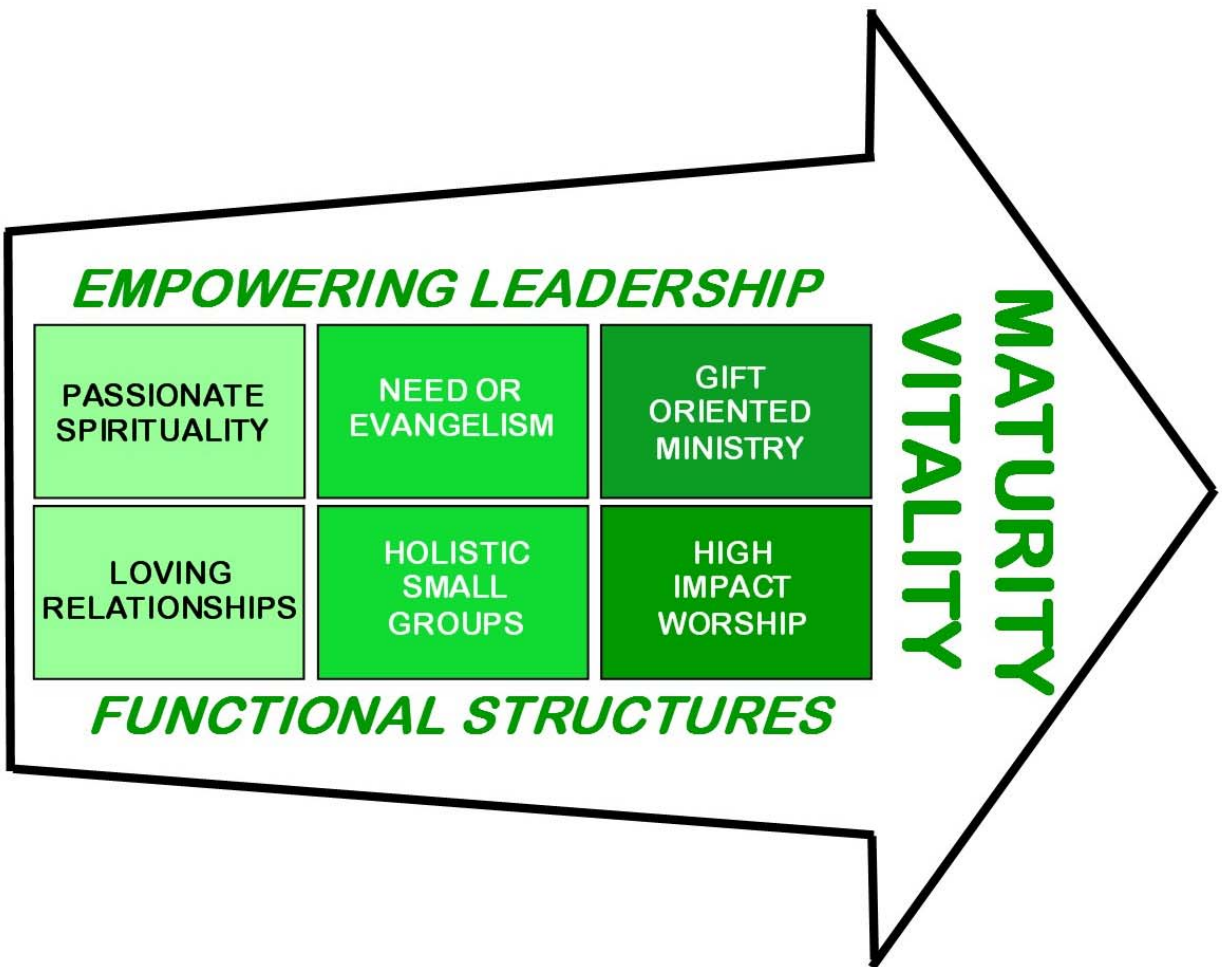 EMPOWERING LEADERSHIP
PASSIONATE
SPIRITUALITY
NEED OR
EVANGELISM
GIFT
ORIENTED
MINISTRY
LOVING
RELATIONSHIPS
HOLISTIC
SMALL
GROUPS
HIGH
IMPACT
WORSHIP
FUNCTIONAL STRUCTURES
VITALITY
MATURITY